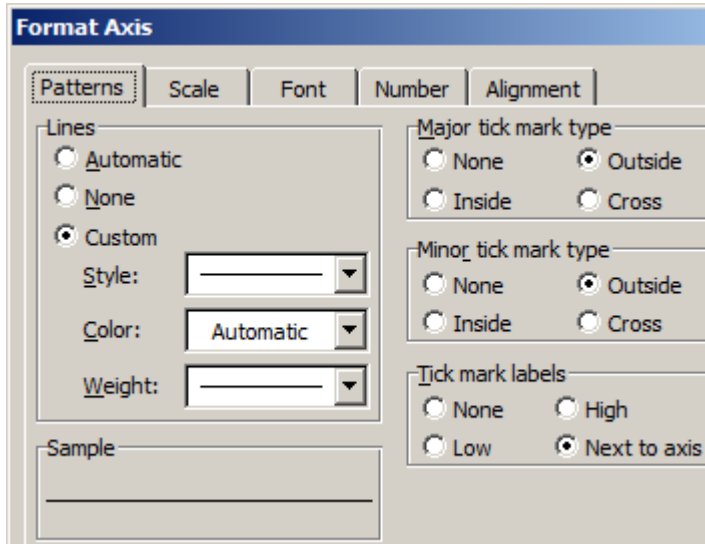 Format Axis
Patterns Scale Font Number Alignment
Lines
Automatic
None
Custom
Style:
Color: Automatic
Weight:
Sample
Major tick mark type
None Outside
Inside Cross
Minor tick mark type
None Outside
Inside Cross
Tick mark labels
None High
Low Next to axis